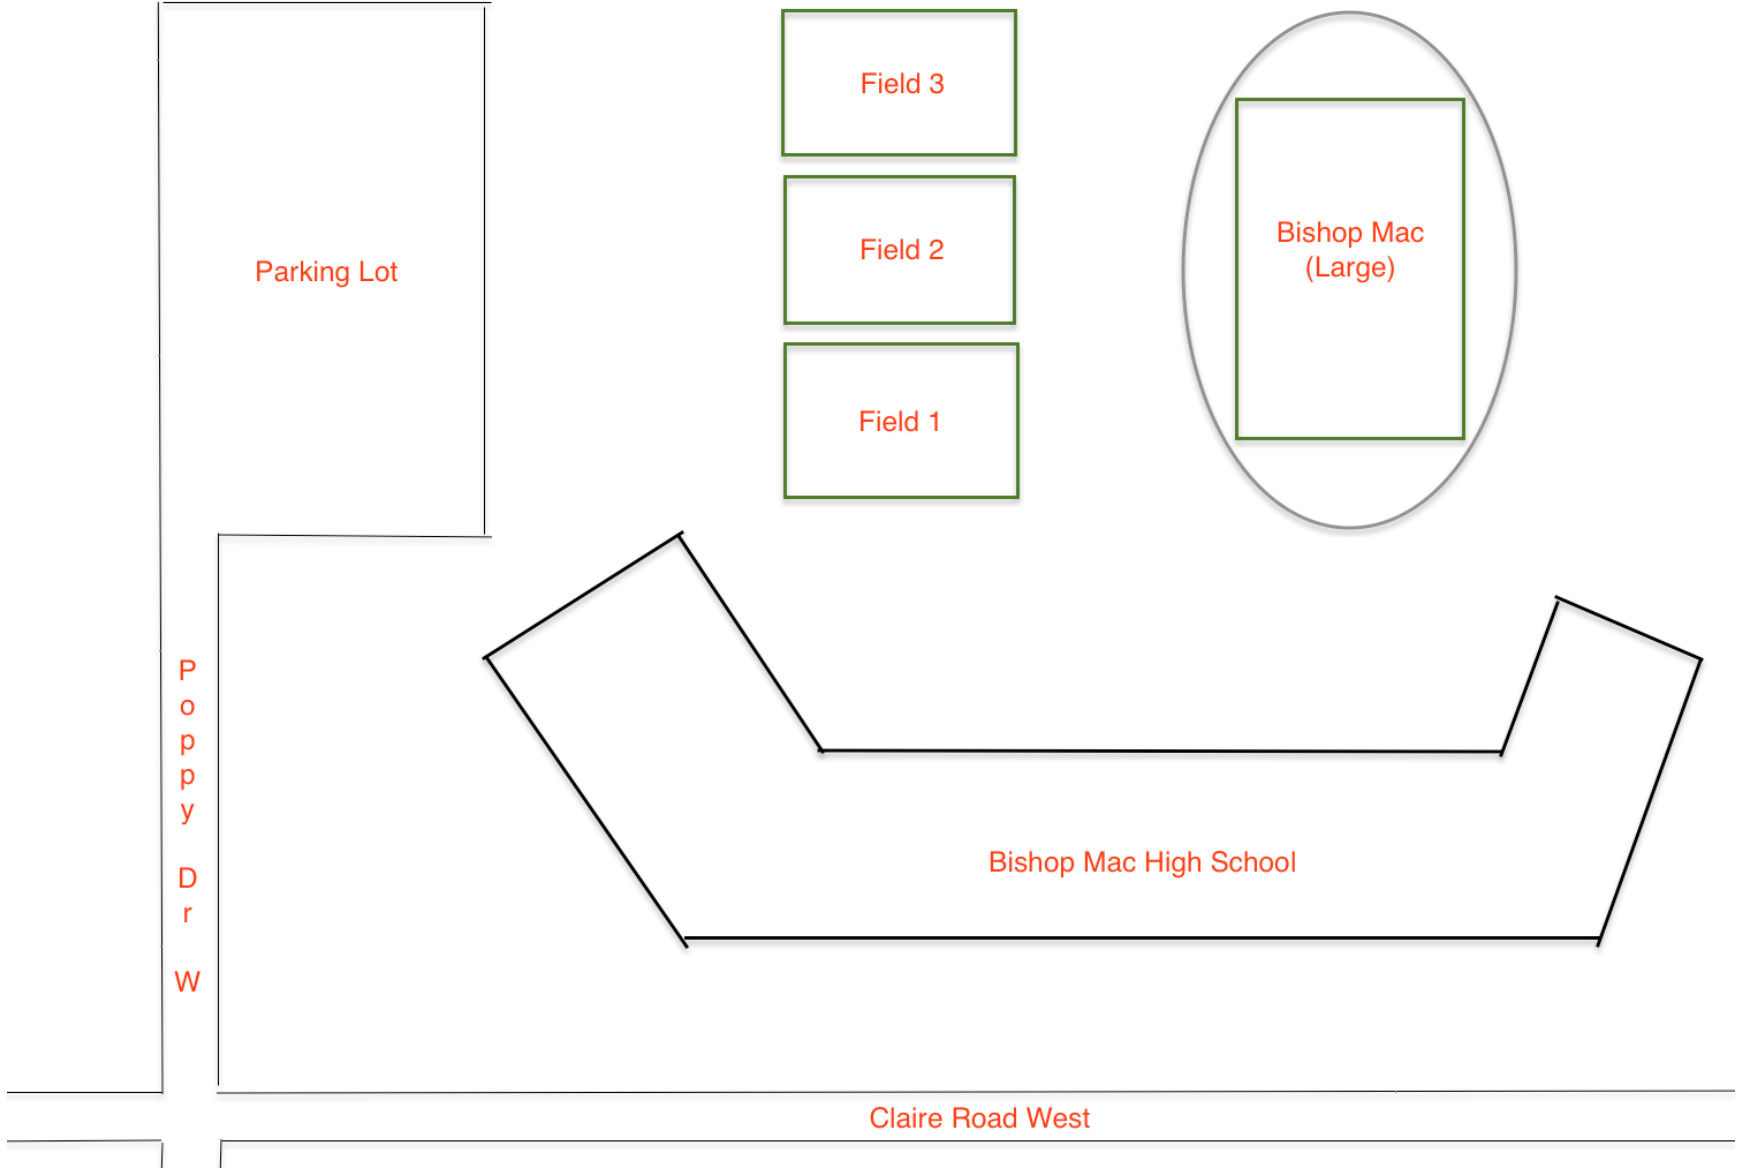 Field 3
Bishop Mac
(Large)
Field 2
Parking Lot
Field 1
Poppy Dr W
Bishop Mac High School
Claire Road West